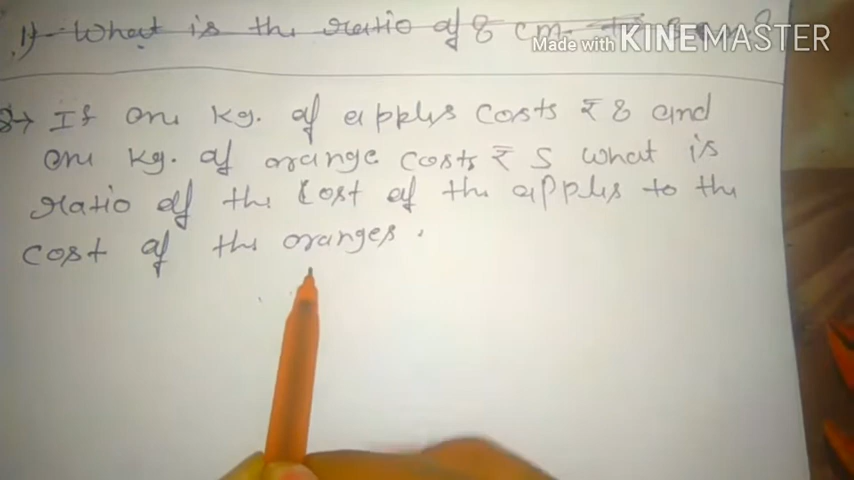 1) What is the ratio of 8 cm. to
Made with KINEMASTER
8→ If one kg. of apples costs ₹ 8 and
one kg. of orange costs ₹ 5 what is
ratio of the cost of the apples to the
cost of the oranges.